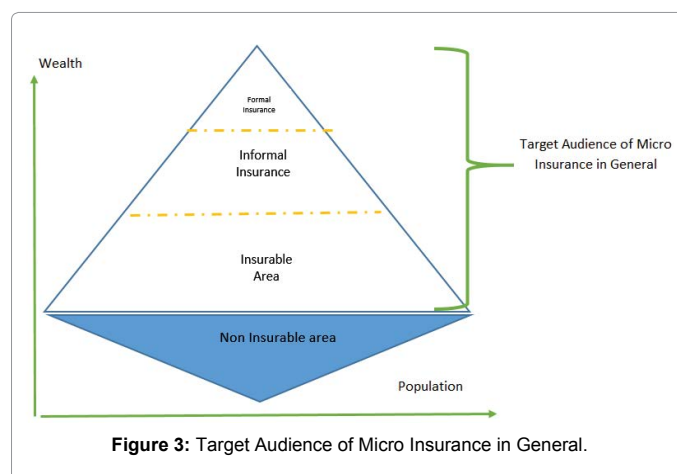 Wealth
Formal
Insurance
Informal
Insurance
Target Audience of Micro
Insurance in General
Insurable
Area
Non Insurable area
Population
Figure 3: Target Audience of Micro Insurance in General.